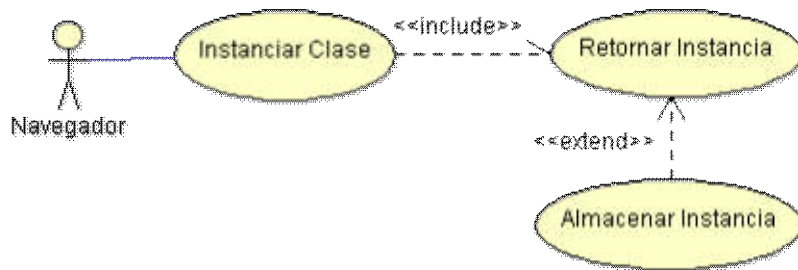 <<include>>
Instanciar Clase
Retornar Instancia
Navegador
<<extend>>
Almacenar Instancia